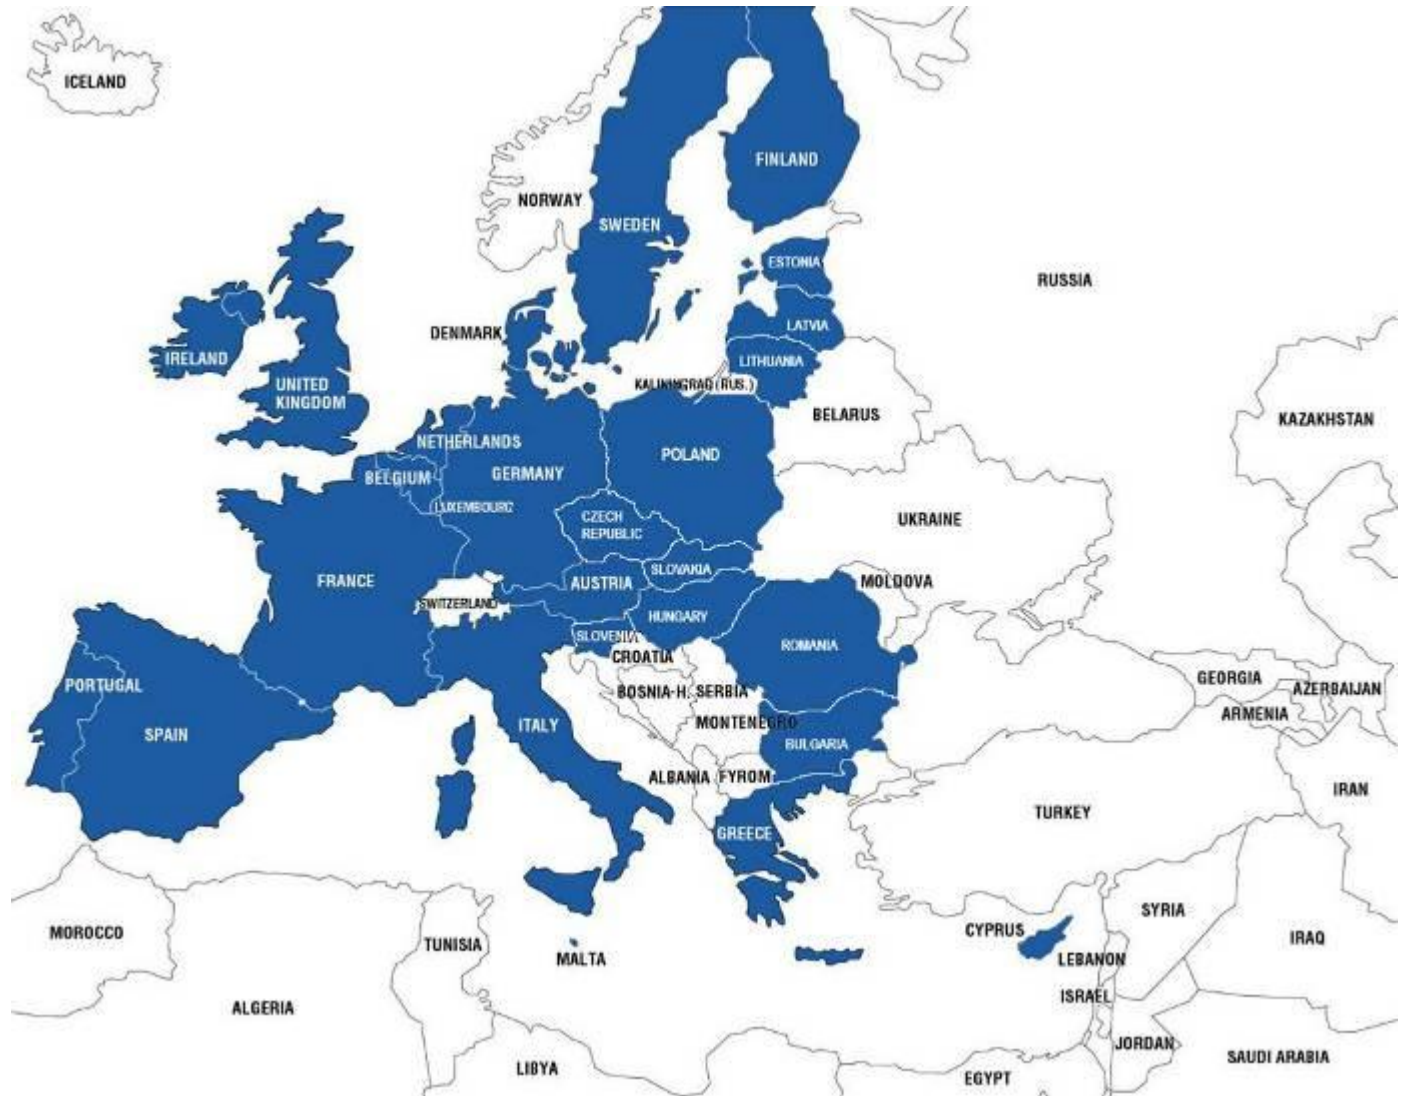 ICELAND
FINLAND
NORWAY
SWEDEN
ESTONIA
RUSSIA
DENMARK
LATVIA
IRELAND
LITHUANIA
UNITED
KINGDOM
KALININGRAD (RUS.)
BELARUS
KAZAKHSTAN
NETHERLANDS
POLAND
BELGIUM
GERMANY
LUXEMBOURG
CZECH
REPUBLIC
UKRAINE
SLOVAKIA
FRANCE
AUSTRIA
MOLDOVA
SWITZERLAND
HUNGARY
SLOVENIA
ROMANIA
CROATIA
GEORGIA
PORTUGAL
BOSNIA-H.
SERBIA
AZERBAIJAN
ARMENIA
MONTENEGRO
ITALY
SPAIN
BULGARIA
ALBANIA
FYROM
IRAN
TURKEY
GREECE
SYRIA
CYPRUS
MOROCCO
TUNISIA
IRAQ
MALTA
LEBANON
ISRAEL
ALGERIA
JORDAN
SAUDI ARABIA
LIBYA
EGYPT